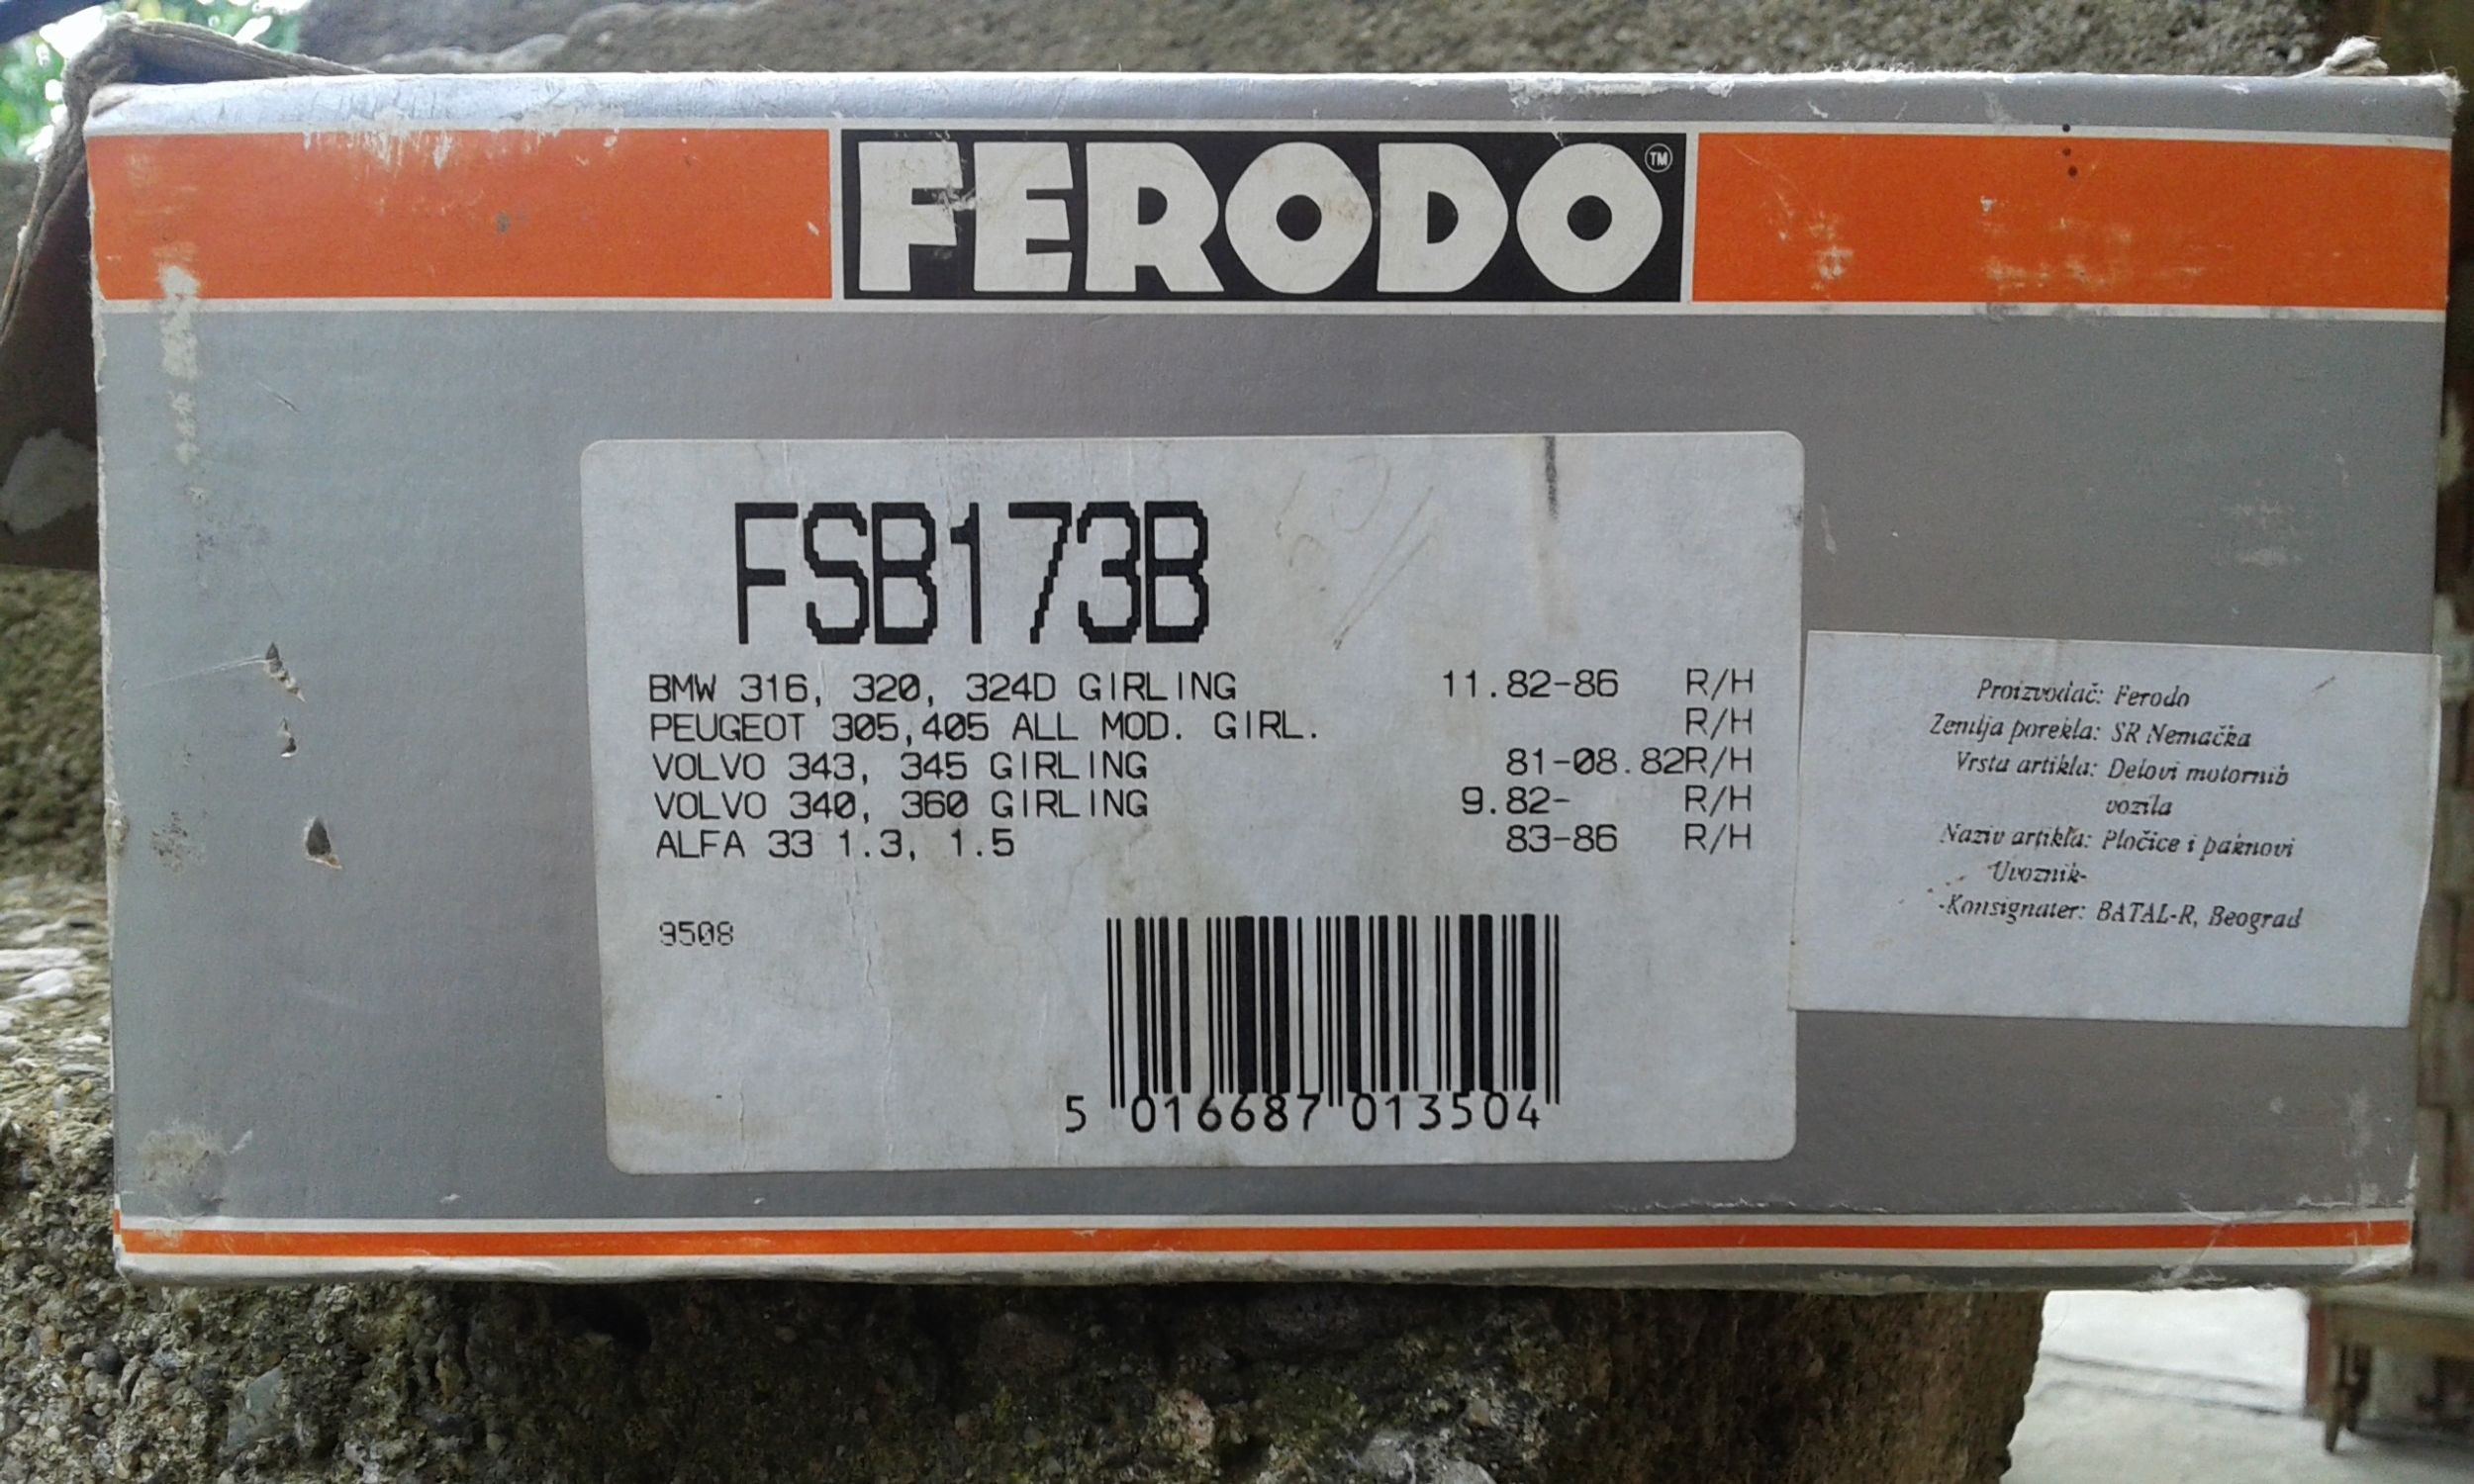 FERODO TM
FSB173B
BMW 316, 320, 324D GIRLING 11.82-86 R/H
PEUGEOT 305,405 ALL MOD. GIRL. R/H
VOLVO 343, 345 GIRLING 81-08.82R/H
VOLVO 340, 360 GIRLING 9.82- R/H
ALFA 33 1.3, 1.5 83-86 R/H
9508
5 016687 013504
Proizvodač: Ferodo
Zemlja porekla: SR Nemačka
Vrsta artikla: Delovi motornih
vozila
Naziv artikla: Pločice i paknovi
Uvoznik-
-Konsignater: BATAL-R, Beograd